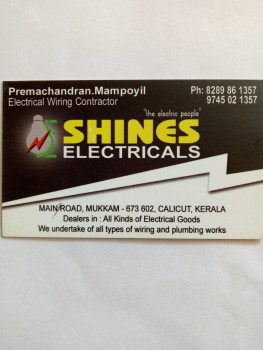 Premachandran.Mampoyil
Electrical Wiring Contractor
Ph: 8289 86 1357
9745 02 1357
"the electric people"
SHINES
ELECTRICALS
MAIN ROAD, MUKKAM - 673 602, CALICUT, KERALA
Dealers in : All Kinds of Electrical Goods
We undertake of all types of wiring and plumbing works